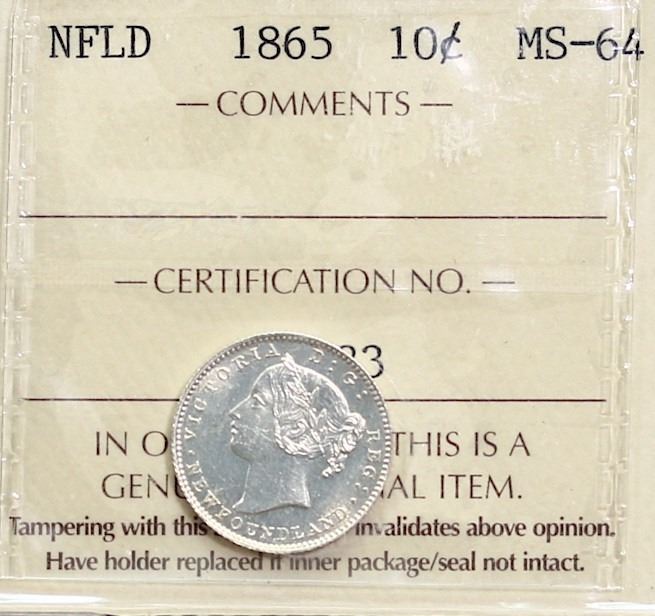 NFLD 1865 10¢ MS-64
— COMMENTS —
— CERTIFICATION NO. —
33
IN O THIS IS A
GENU AL ITEM.
Tampering with this invalidates above opinion.
Have holder replaced if inner package/seal not intact.
VICTORIA D:G: REG:
NEWFOUNDLAND